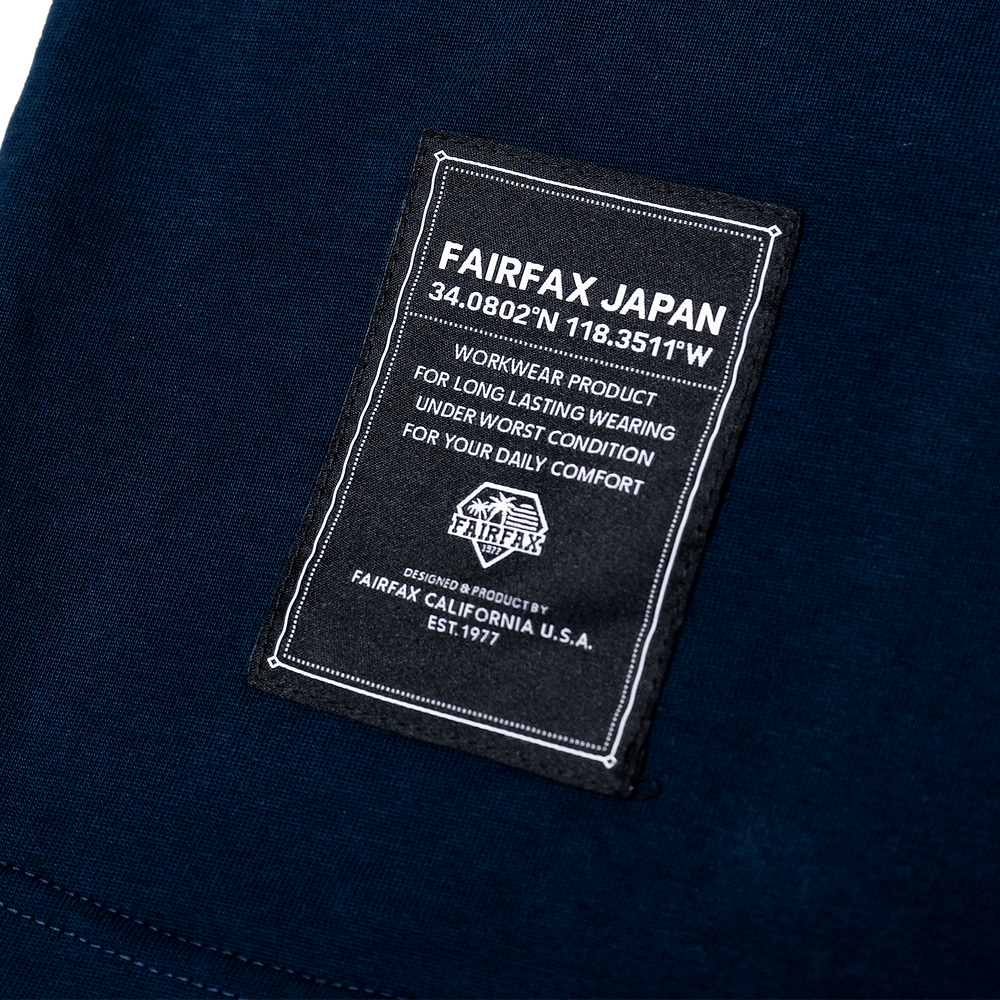 FAIRFAX JAPAN
34.0802°N 118.3511°W
WORKWEAR PRODUCT
FOR LONG LASTING WEARING
UNDER WORST CONDITION
FOR YOUR DAILY COMFORT
FAIRFAX
1977
DESIGNED & PRODUCT BY
FAIRFAX CALIFORNIA U.S.A.
EST.1977